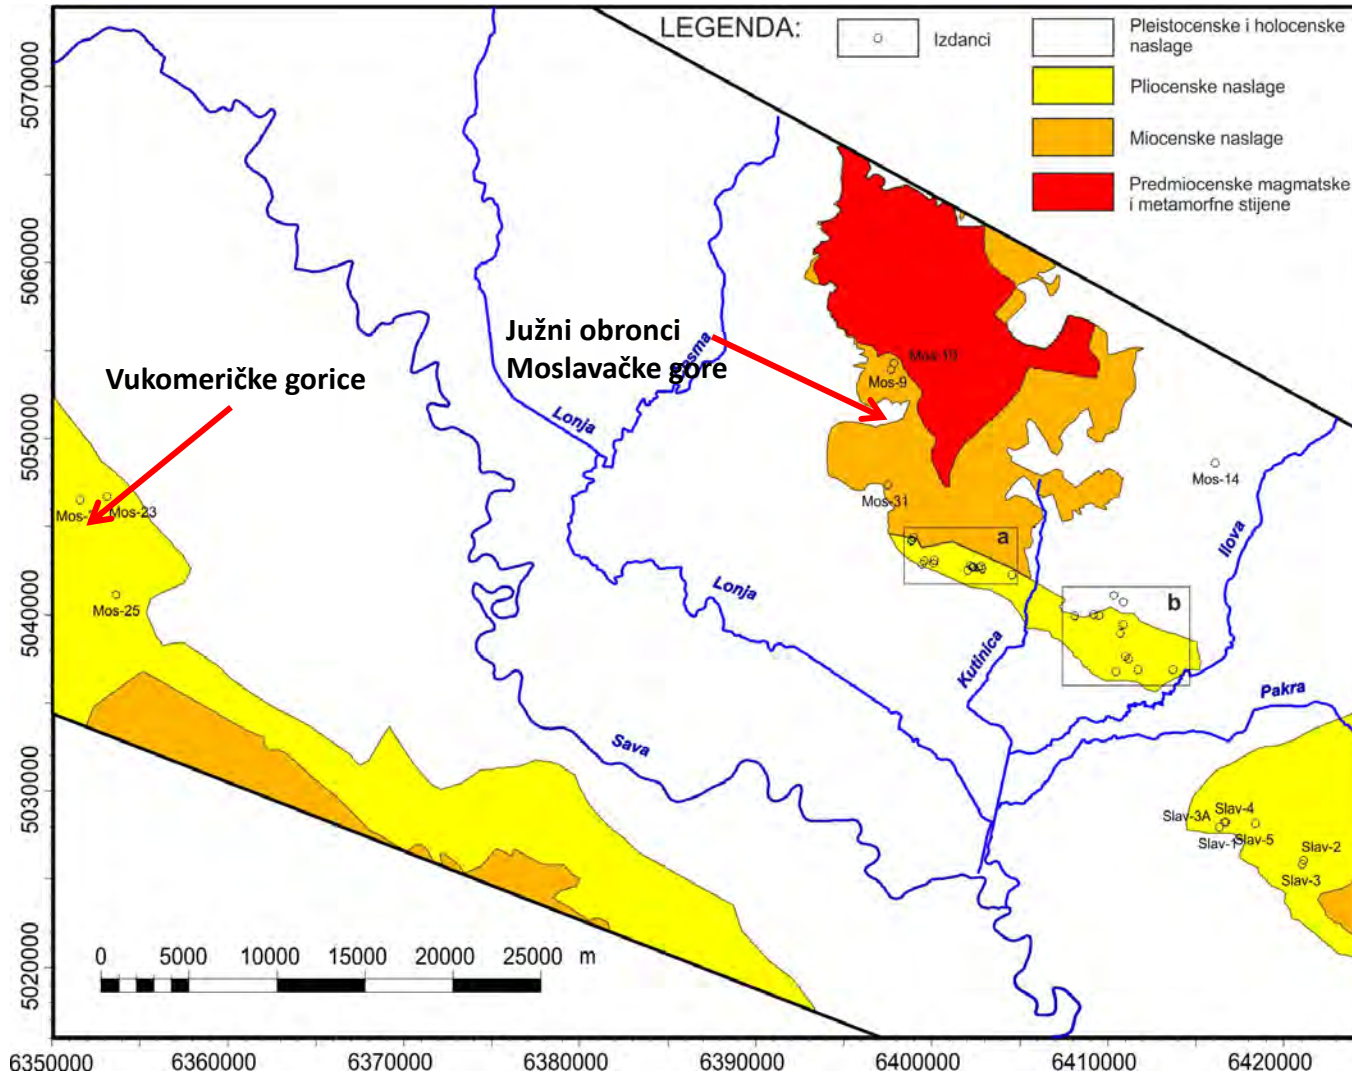 LEGENDA:
Izdanci
Pleistocenske i holocenske
naslage
Pliocenske naslage
Miocenske naslage
Predmiocenske magmatske
i metamorfne stijene
5070000
5060000
5050000
5040000
5030000
5020000
Vukomeričke gorice
Južni obronci
Moslavačke gore
Lonja
Mos-9
Mos-31
Mos-14
Mos-23
Mos-25
a
b
Ilova
Lonja
Kutinica
Pakra
Sava
Slav-4
Slav-3A
Slav-1
Slav-5
Slav-2
Slav-3
0 5000 10000 15000 20000 25000 m
6350000 6360000 6370000 6380000 6390000 6400000 6410000 6420000